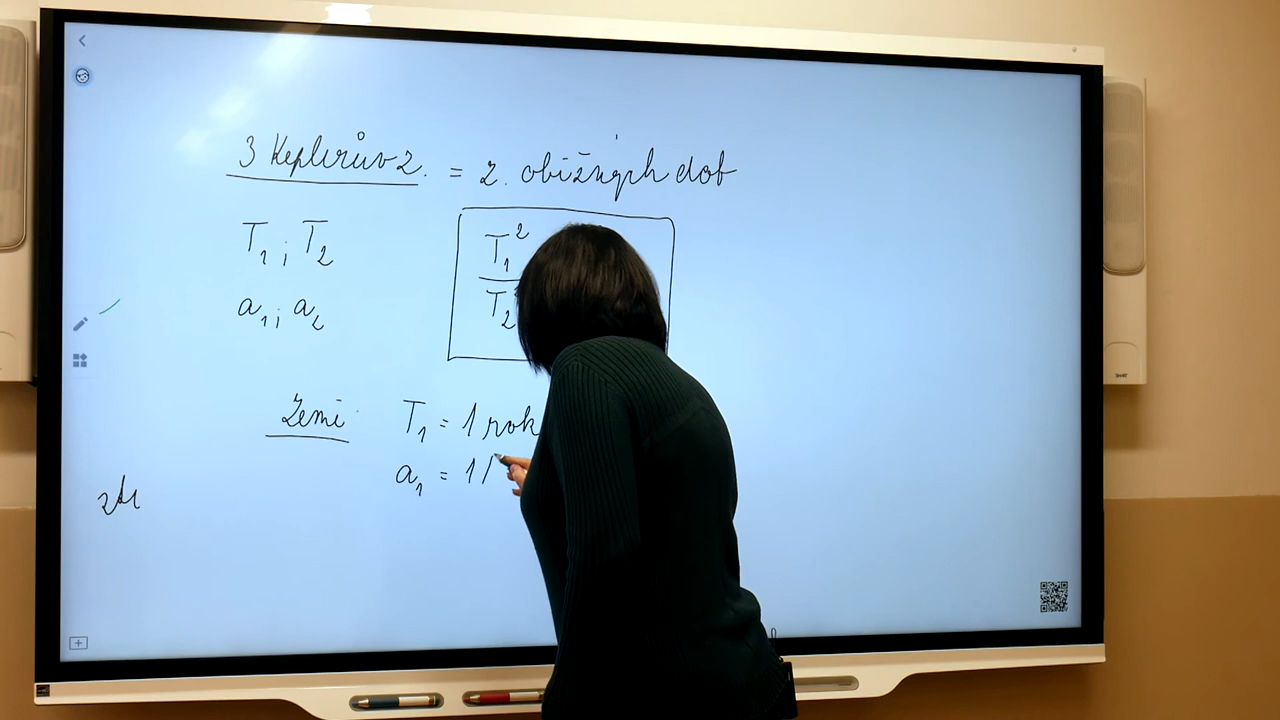 3 Keplerův z. = z. oběžných dob
T₁ ; T₂
T₁²
T₂
a₁ ; a₂
Země T₁ = 1 rok
a₁ = 1